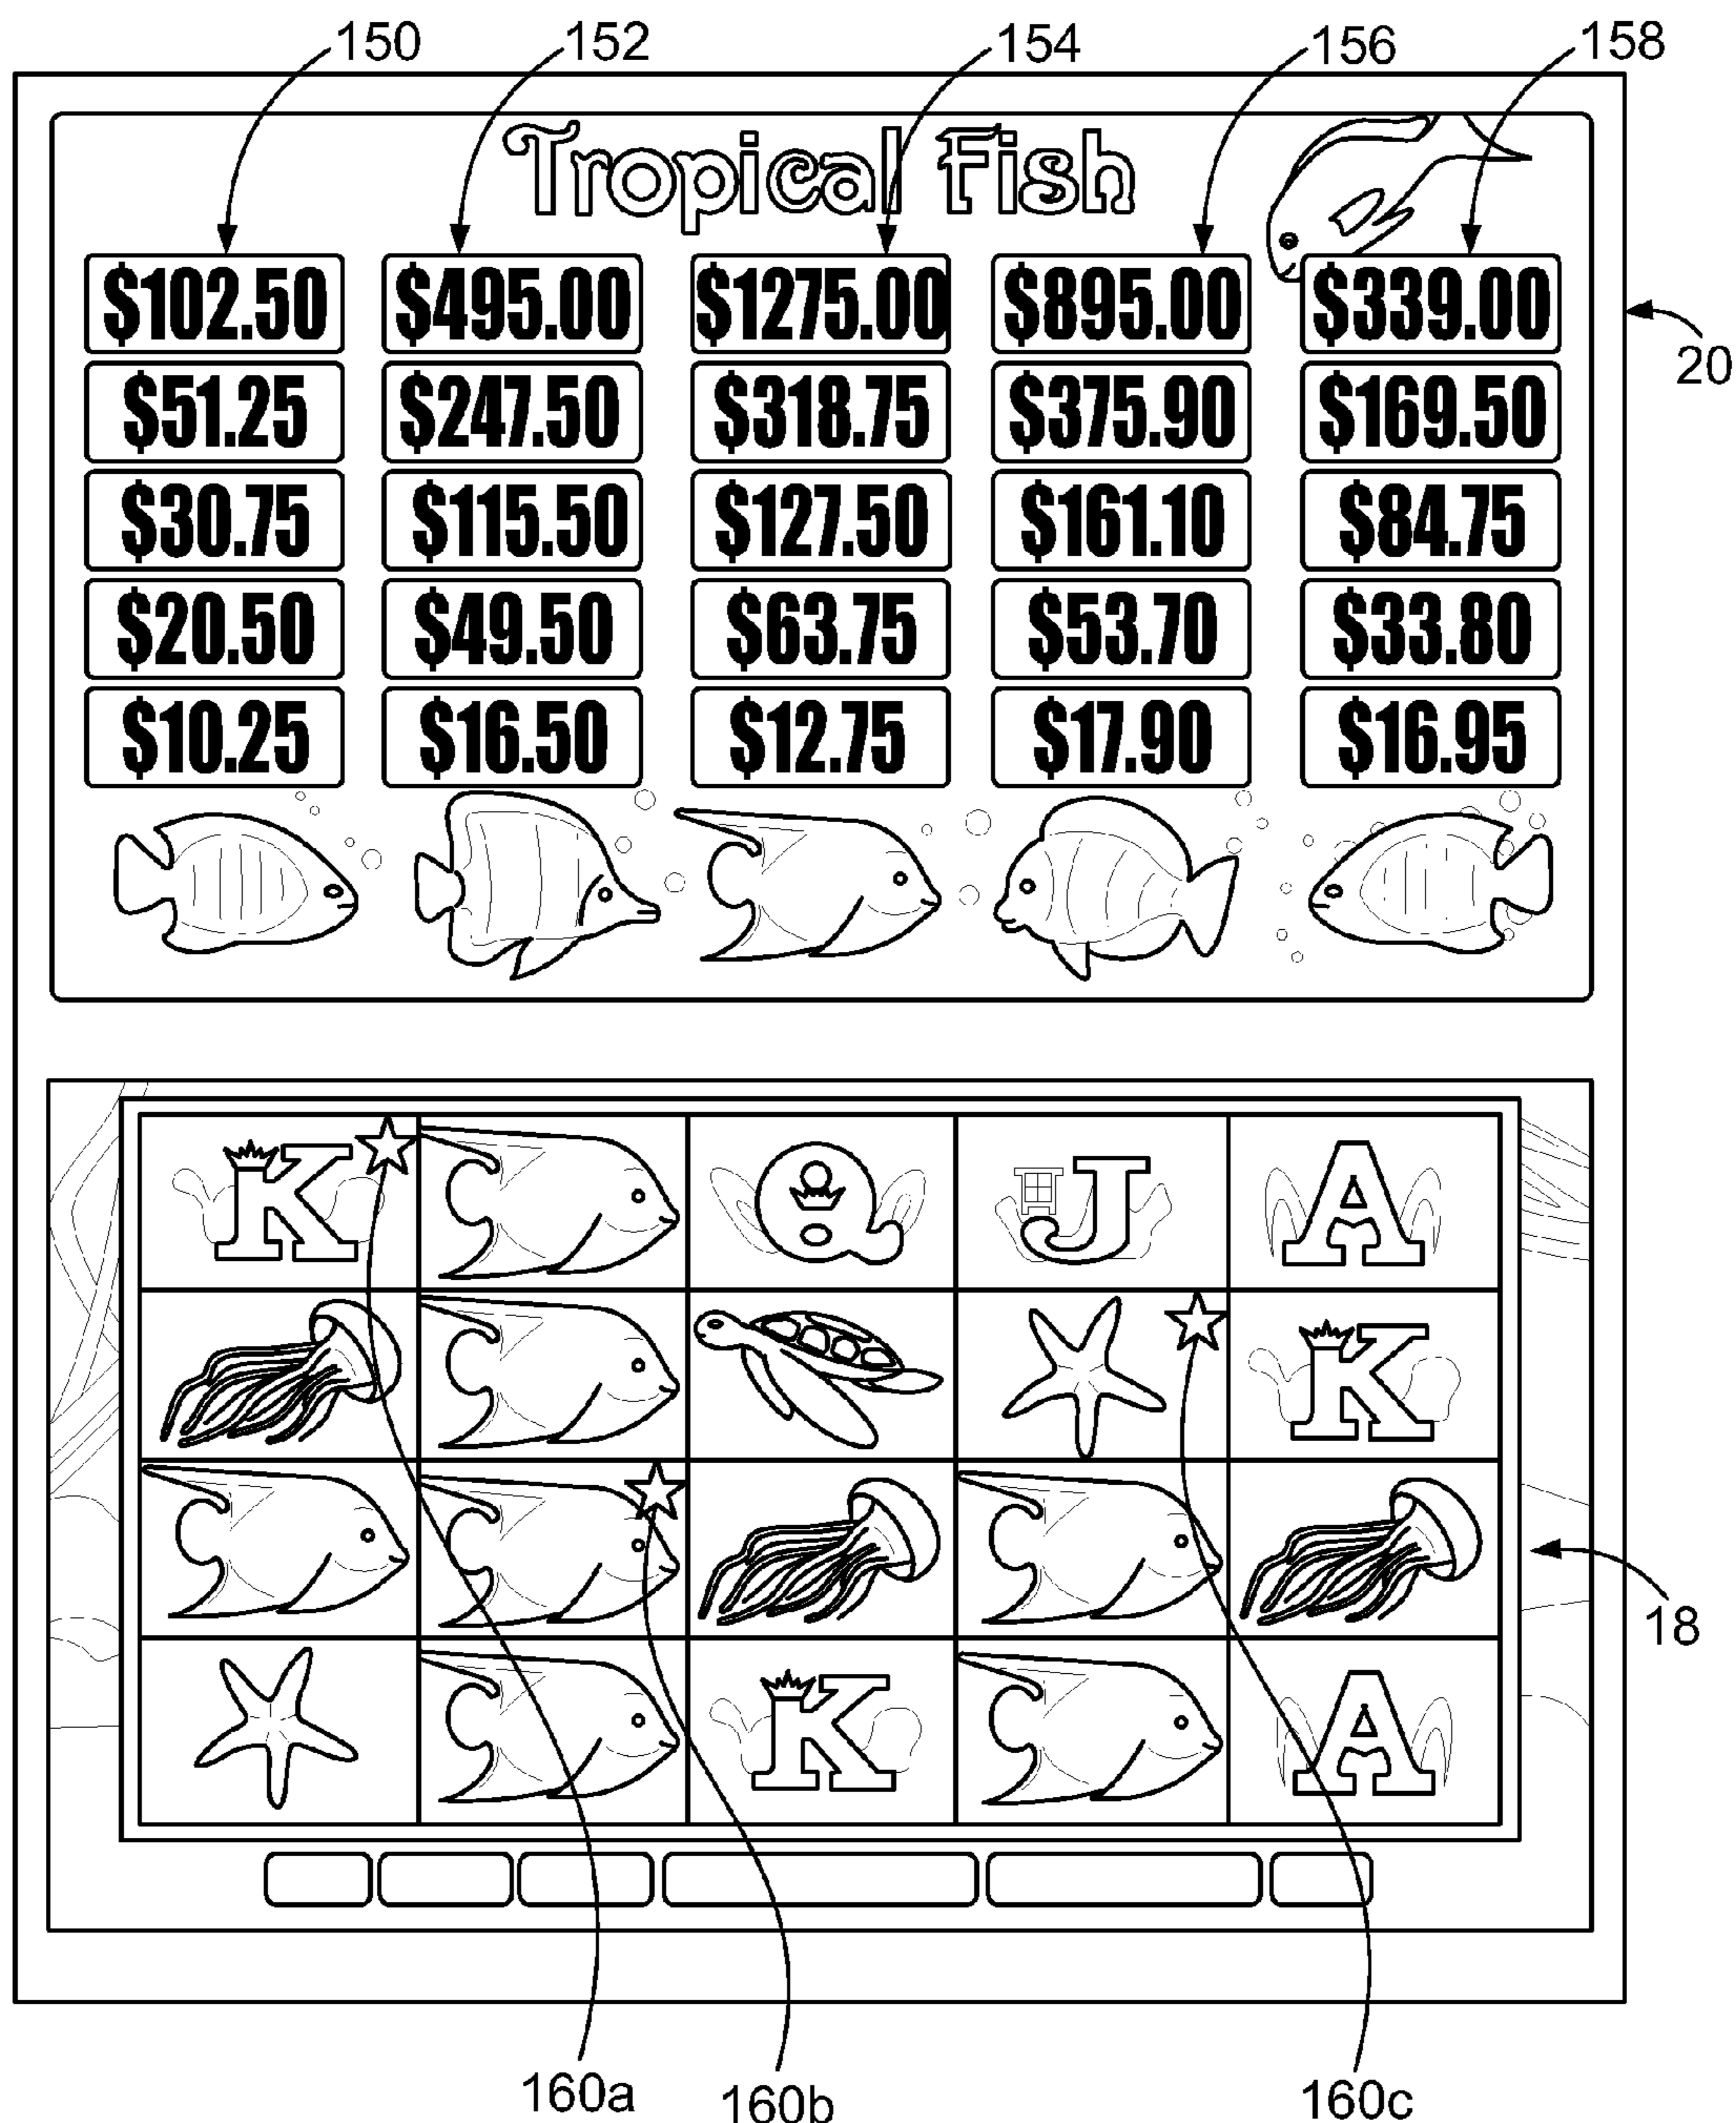 150 152 154 156 158
Tropical Fish
$102.50 $495.00 $1275.00 $895.00 $339.00
20
$51.25 $247.50 $318.75 $375.90 $169.50
$30.75 $115.50 $127.50 $161.10 $84.75
$20.50 $49.50 $63.75 $53.70 $33.80
$10.25 $16.50 $12.75 $17.90 $16.95
K Q J A
K
18
K A
160a 160b 160c